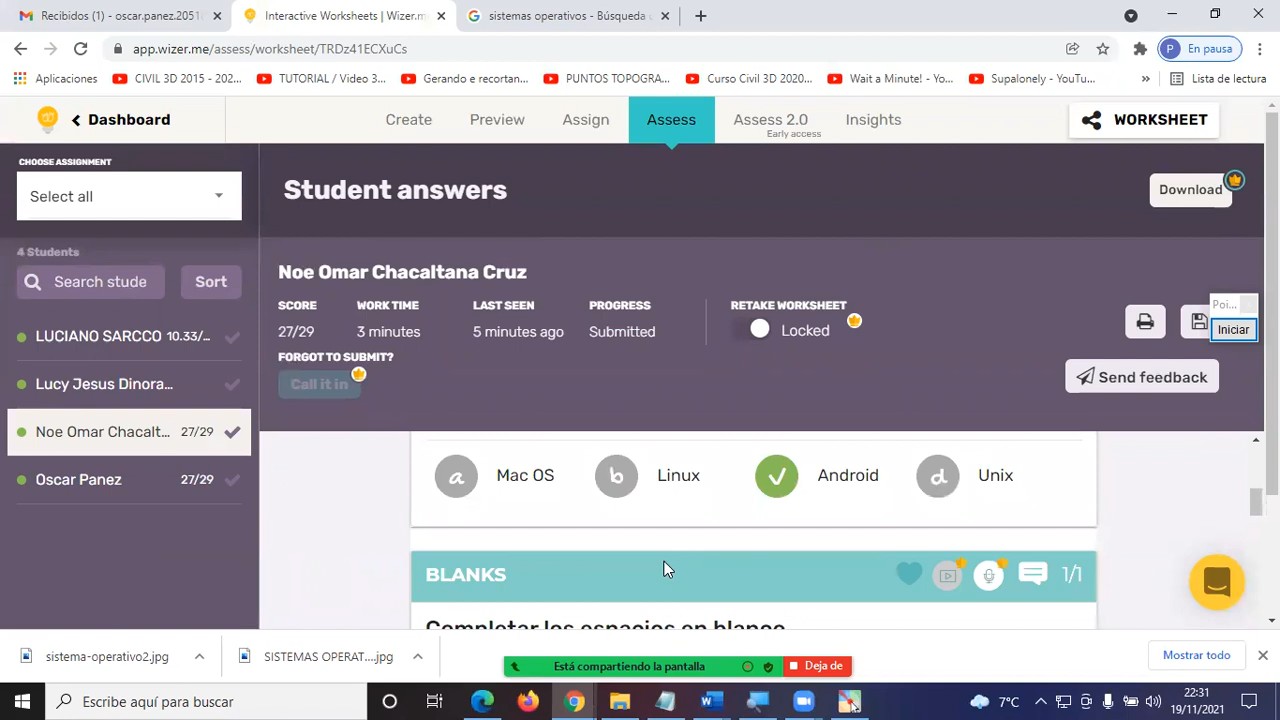 Recibidos (1) - oscar.panez.2051
Interactive Worksheets | Wizer.m
sistemas operativos - Búsqueda
app.wizer.me/assess/worksheet/TRDz41ECXuCs
P En pausa
Aplicaciones
CIVIL 3D 2015 - 202...
TUTORIAL / Video 3...
Gerando e recortan...
PUNTOS TOPOGRA...
Curso Civil 3D 2020...
Wait a Minute! - Yo...
Supalonely - YouTu...
»
Lista de lectura
Dashboard
Create
Preview
Assign
Assess
Assess 2.0
Early access
Insights
WORKSHEET
CHOOSE ASSIGNMENT
Select all
Student answers
Download
4 Students
Search stude
Sort
LUCIANO SARCCO 10.33/...
Lucy Jesus Dinora...
Noe Omar Chacalt... 27/29
Oscar Panez 27/29
Noe Omar Chacaltana Cruz
SCORE
27/29
WORK TIME
3 minutes
LAST SEEN
5 minutes ago
PROGRESS
Submitted
RETAKE WORKSHEET
Locked
FORGOT TO SUBMIT?
Call it in
Poi...
Iniciar
Send feedback
a Mac OS
b Linux
Android
d Unix
BLANKS
1/1
Completar los espacios en blanco
sistema-operativo2.jpg
SISTEMAS OPERAT....jpg
Mostrar todo
Está compartiendo la pantalla
Deja de
Escribe aquí para buscar
7°C
22:31
19/11/2021